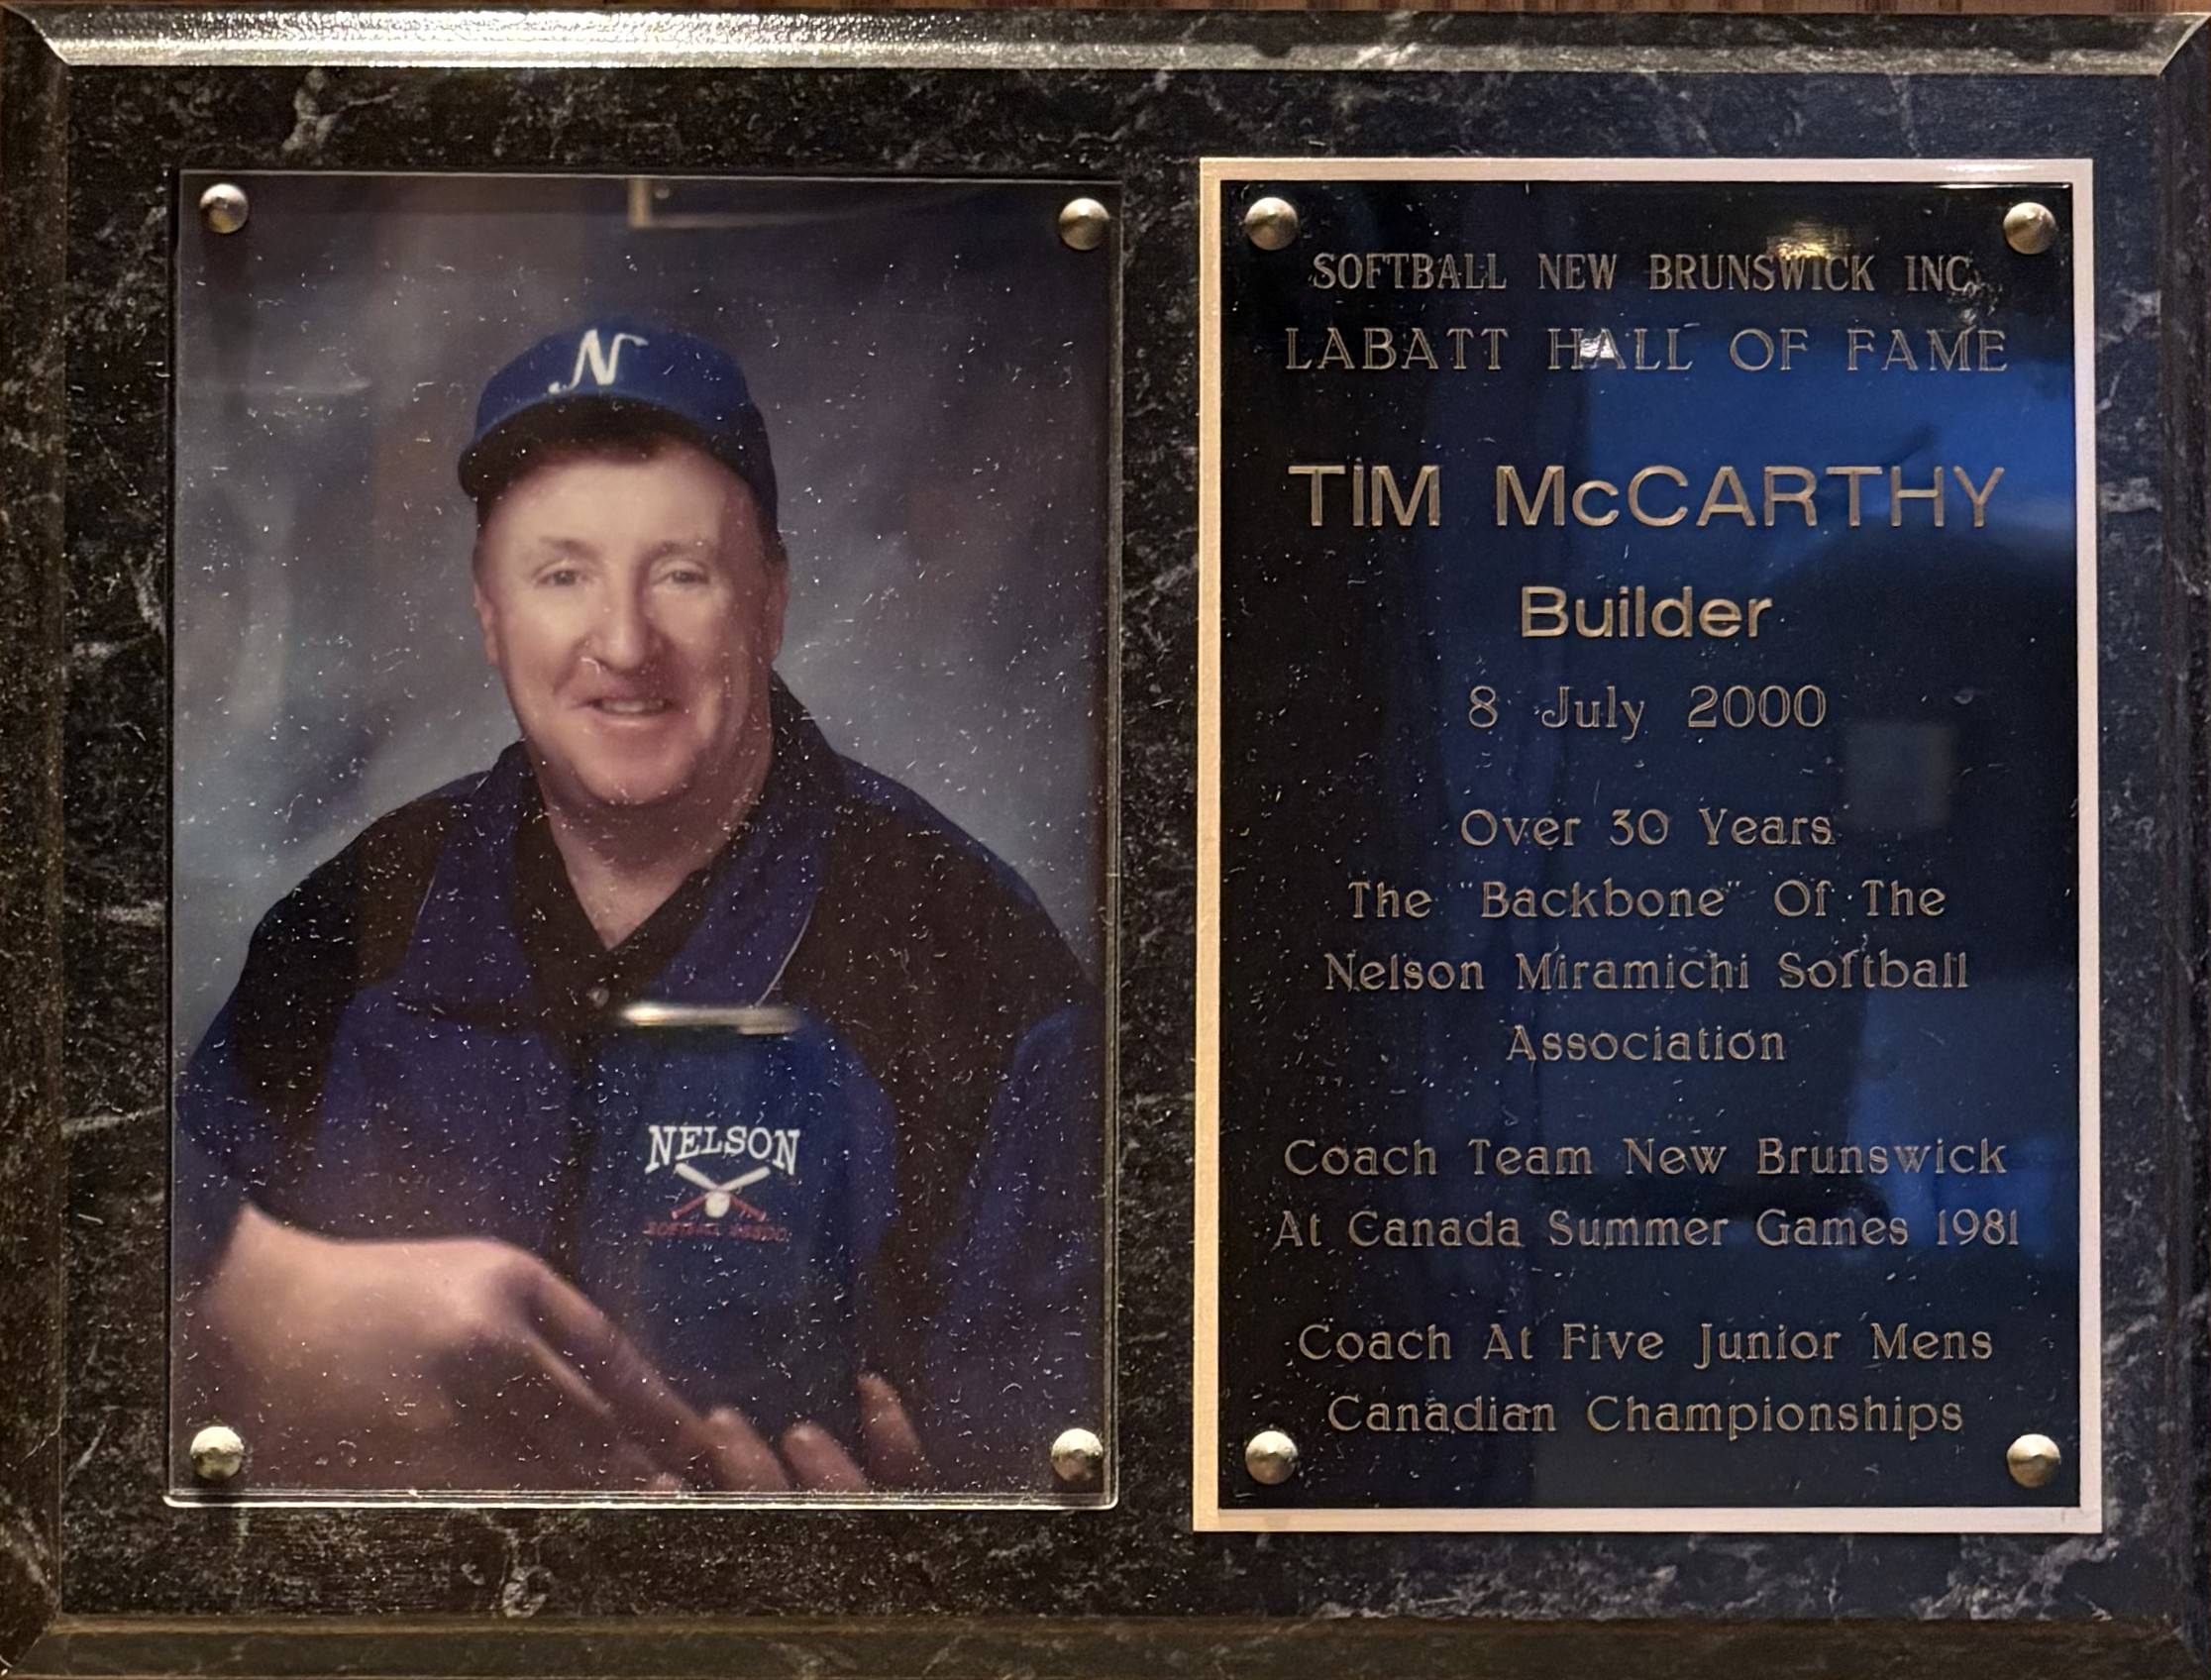 N
NELSON
SOFTBALL ASSOC
SOFTBALL NEW BRUNSWICK INC.
LABATT HALL OF FAME
TIM McCARTHY
Builder
8 July 2000
Over 30 Years
The "Backbone" Of The
Nelson Miramichi Softball
Association
Coach Team New Brunswick
At Canada Summer Games 1981
Coach At Five Junior Mens
Canadian Championships